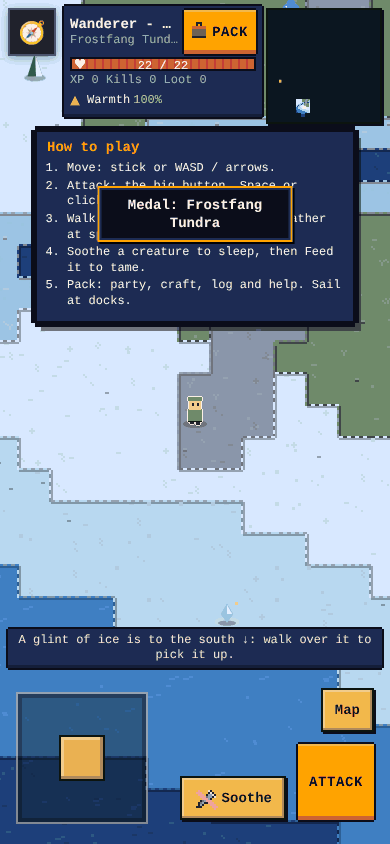 Wanderer - …
Frostfang Tund…
PACK
22 / 22
XP 0 Kills 0 Loot 0
Warmth 100%
How to play
1. Move: stick or WASD / arrows.
2. Attack: the big button, Space or
clic
3. Walk
ather
at s
4. Soothe a creature to sleep, then Feed
it to tame.
5. Pack: party, craft, log and help. Sail
at docks.
Medal: Frostfang
Tundra
A glint of ice is to the south ↓: walk over it to
pick it up.
Map
ATTACK
Soothe